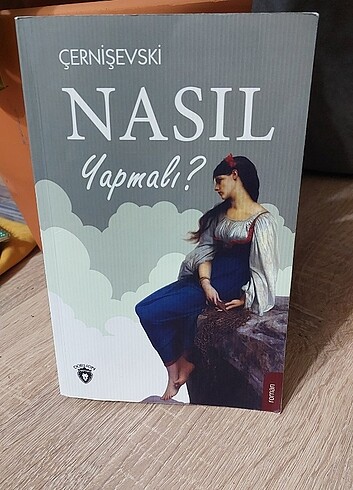 ÇERNİŞEVSKİ
NASIL
Yapmalı?
roman